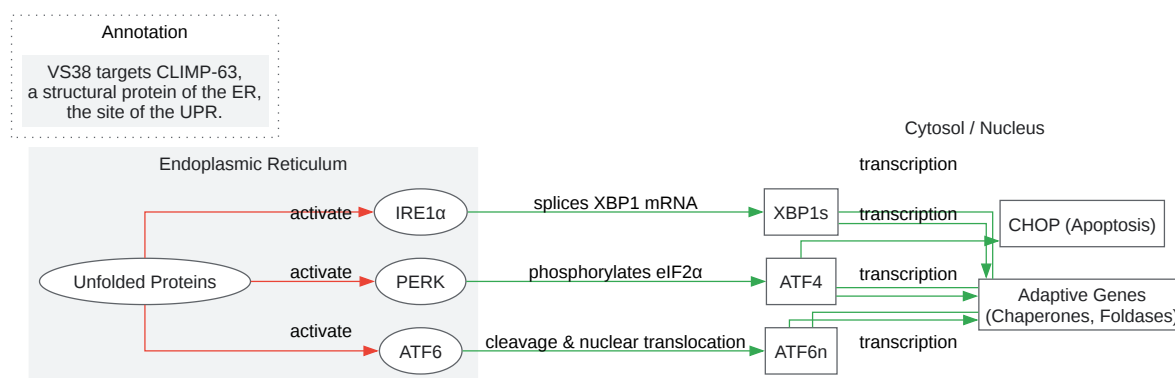 Annotation
VS38 targets CLIMP-63,
a structural protein of the ER,
the site of the UPR.
Cytosol / Nucleus
Endoplasmic Reticulum
transcription
activate
IRE1α
splices XBP1 mRNA
XBP1s
transcription
CHOP (Apoptosis)
Unfolded Proteins
activate
PERK
phosphorylates eIF2α
ATF4
transcription
Adaptive Genes
(Chaperones, Foldases)
activate
ATF6
cleavage & nuclear translocation
ATF6n
transcription